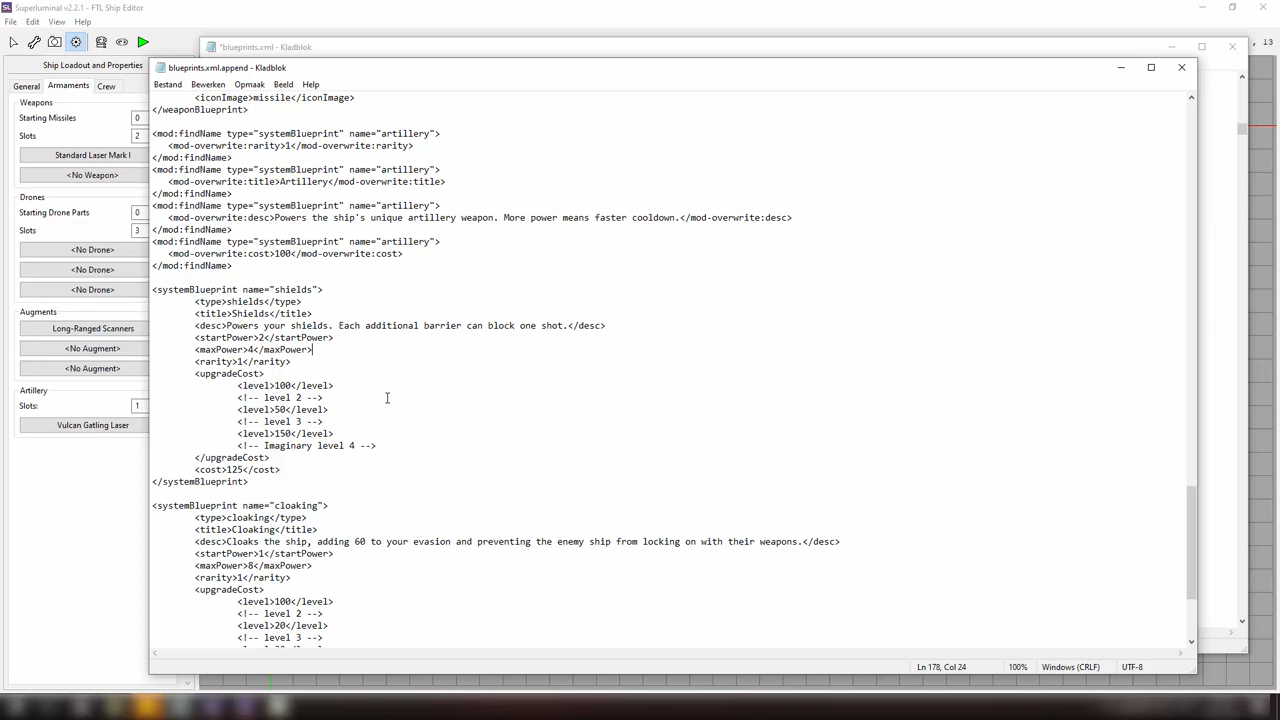 Superluminal v2.2.1 - FTL Ship Editor
File Edit View Help
, 13
Ship Loadout and Properties
General Armaments Crew
Weapons
Starting Missiles 0
Slots 2
Standard Laser Mark I
<No Weapon>
Drones
Starting Drone Parts 0
Slots 3
<No Drone>
<No Drone>
<No Drone>
Augments
Long-Ranged Scanners
<No Augment>
<No Augment>
Artillery
Slots: 1
Vulcan Gatling Laser
*blueprints.xml - Kladblok
blueprints.xml.append - Kladblok
Bestand Bewerken Opmaak Beeld Help
<iconImage>missile</iconImage>
</weaponBlueprint>
<mod:findName type="systemBlueprint" name="artillery">
<mod-overwrite:rarity>1</mod-overwrite:rarity>
</mod:findName>
<mod:findName type="systemBlueprint" name="artillery">
<mod-overwrite:title>Artillery</mod-overwrite:title>
</mod:findName>
<mod:findName type="systemBlueprint" name="artillery">
<mod-overwrite:desc>Powers the ship's unique artillery weapon. More power means faster cooldown.</mod-overwrite:desc>
</mod:findName>
<mod:findName type="systemBlueprint" name="artillery">
<mod-overwrite:cost>100</mod-overwrite:cost>
</mod:findName>
<systemBlueprint name="shields">
<type>shields</type>
<title>Shields</title>
<desc>Powers your shields. Each additional barrier can block one shot.</desc>
<startPower>2</startPower>
<maxPower>4</maxPower>
<rarity>1</rarity>
<upgradeCost>
<level>100</level>
<!-- level 2 -->
<level>50</level>
<!-- level 3 -->
<level>150</level>
<!-- Imaginary level 4 -->
</upgradeCost>
<cost>125</cost>
</systemBlueprint>
<systemBlueprint name="cloaking">
<type>cloaking</type>
<title>Cloaking</title>
<desc>Cloaks the ship, adding 60 to your evasion and preventing the enemy ship from locking on with their weapons.</desc>
<startPower>1</startPower>
<maxPower>8</maxPower>
<rarity>1</rarity>
<upgradeCost>
<level>100</level>
<!-- level 2 -->
<level>20</level>
<!-- level 3 -->
Ln 178, Col 24 100% Windows (CRLF) UTF-8